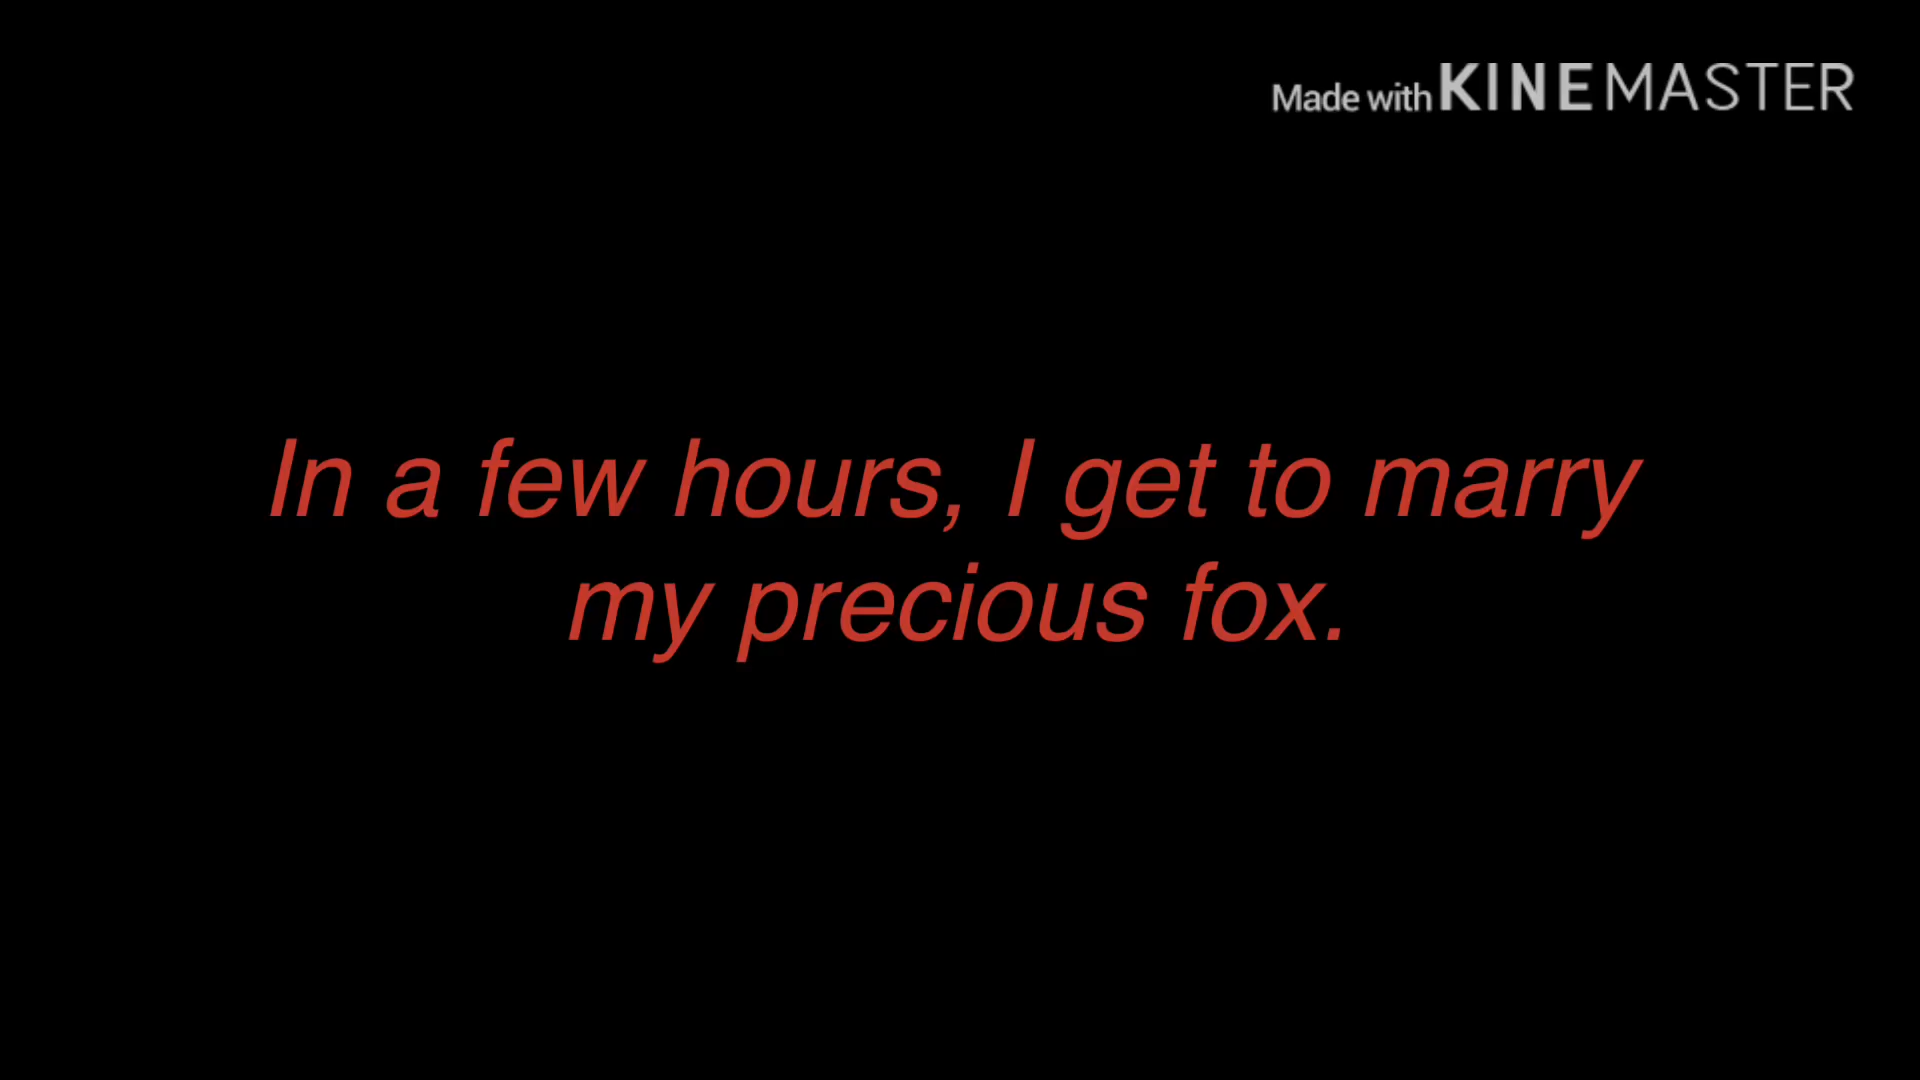 Made with KINEMASTER
In a few hours, I get to marry
my precious fox.